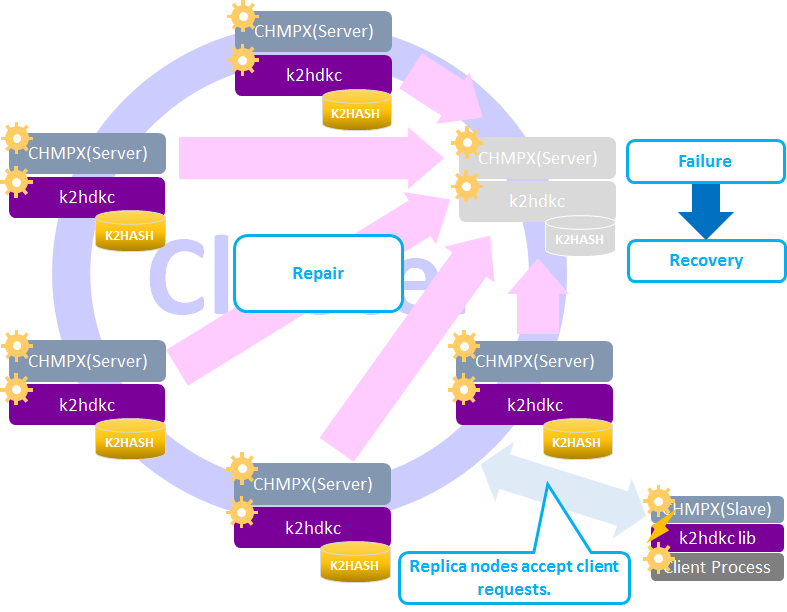 CHMPX(Server)
k2hdkc
K2HASH
CHMPX(Server)
k2hdkc
K2HASH
CHMPX(Server)
k2hdkc
K2HASH
Failure
Recovery
Repair
CHMPX(Server)
k2hdkc
K2HASH
CHMPX(Server)
k2hdkc
K2HASH
CHMPX(Server)
k2hdkc
K2HASH
Replica nodes accept client
requests.
CHMPX(Slave)
k2hdkc lib
Client Process